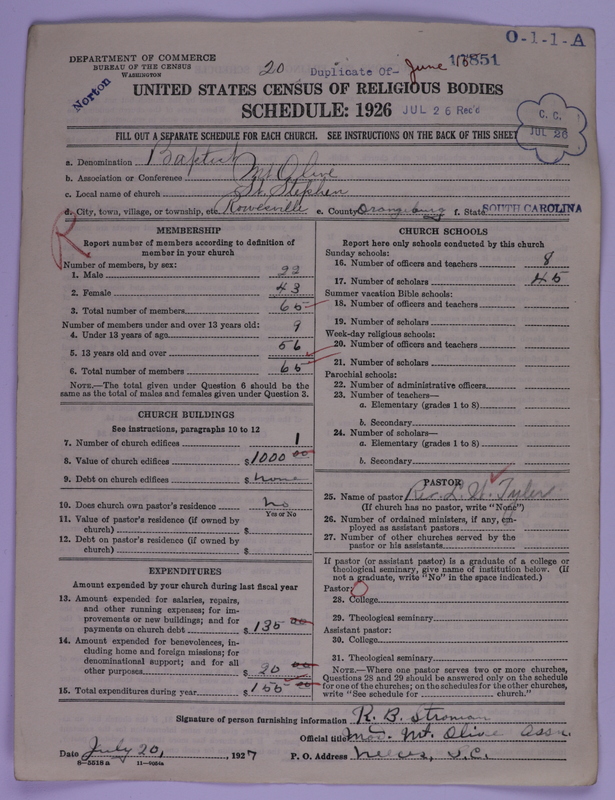 O-1-1-A
DEPARTMENT OF COMMERCE
BUREAU OF THE CENSUS
WASHINGTON
Norton
20
Duplicate Of- June
UNITED STATES CENSUS OF RELIGIOUS BODIES
SCHEDULE: 1926
JUL 26 Rec'd
C. C.
JUL 26
FILL OUT A SEPARATE SCHEDULE FOR EACH CHURCH. SEE INSTRUCTIONS ON THE BACK OF THIS SHEET
a. Denomination Baptist
b. Association or Conference Mt Olive
c. Local name of church St. Stephen
d. City, town, village, or township, etc. Rowesville e. County Orangeburg f. State SOUTH CAROLINA
R
MEMBERSHIP
Report number of members according to definition of member in your church
Number of members, by sex:
1. Male 22
2. Female 43
3. Total number of members 65
Number of members under and over 13 years old:
4. Under 13 years of age 9
5. 13 years old and over 56
6. Total number of members 65
NOTE.—The total given under Question 6 should be the same as the total of males and females given under Question 3.
CHURCH BUILDINGS
See instructions, paragraphs 10 to 12
7. Number of church edifices 1
8. Value of church edifices $1000 00
9. Debt on church edifices $ none
10. Does church own pastor's residence? no
Yes or No
11. Value of pastor's residence (if owned by church) $
12. Debt on pastor's residence (if owned by church) $
EXPENDITURES
Amount expended by your church during last fiscal year
13. Amount expended for salaries, repairs, and other running expenses; for improvements or new buildings; and for payments on church debt $ 135 00
14. Amount expended for benevolences, including home and foreign missions; for denominational support; and for all other purposes $ 20 00
15. Total expenditures during year $ 155 00
CHURCH SCHOOLS
Report here only schools conducted by this church
Sunday schools:
16. Number of officers and teachers 8
17. Number of scholars 45
Summer vacation Bible schools:
18. Number of officers and teachers
19. Number of scholars
Week-day religious schools:
20. Number of officers and teachers
21. Number of scholars
Parochial schools:
22. Number of administrative officers
23. Number of teachers—
a. Elementary (grades 1 to 8)
b. Secondary
24. Number of scholars—
a. Elementary (grades 1 to 8)
b. Secondary
PASTOR
25. Name of pastor Rev. Tyler
(If church has no pastor, write "None")
26. Number of ordained ministers, if any, employed as assistant pastors
27. Number of other churches served by the pastor or his assistants
If pastor (or assistant pastor) is a graduate of a college or theological seminary, give name of institution below. (If not a graduate, write "No" in the space indicated.)
Pastor: 0
28. College
29. Theological seminary
Assistant pastor:
30. College
31. Theological seminary
NOTE.—Where one pastor serves two or more churches, Questions 28 and 29 should be answered only on the schedule for one of the churches; on the schedules for the other churches, write "See schedule for church."
Signature of person furnishing information K. B. Stroman
Official title Mod. Mt. Olive Assn.
Date July 20, 1927 P. O. Address Neeces, S.C.
8—5518a 11—9054a